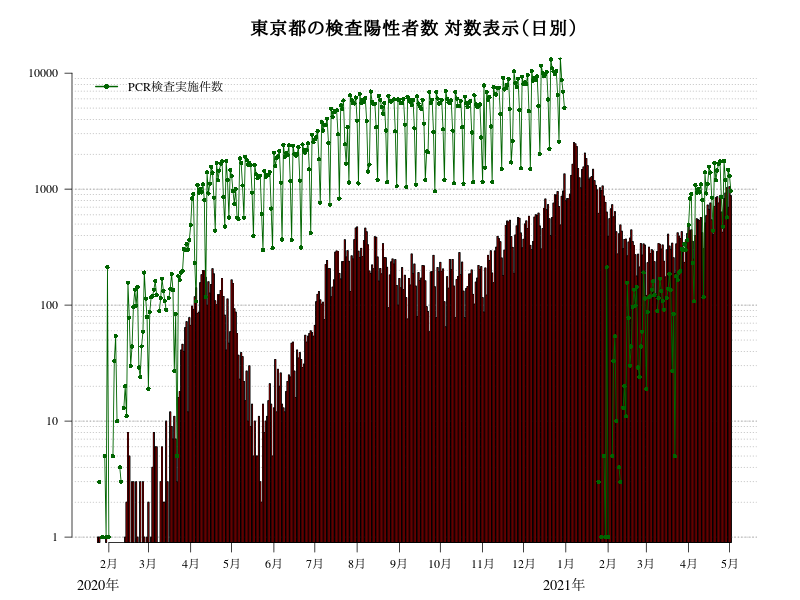 東京都の検査陽性者数 対数表示(日別)
10000
PCR検査実施件数
1000
100
10
1
2月 3月 4月 5月 6月 7月 8月 9月 10月 11月 12月 1月 2月 3月 4月 5月
2020年 2021年